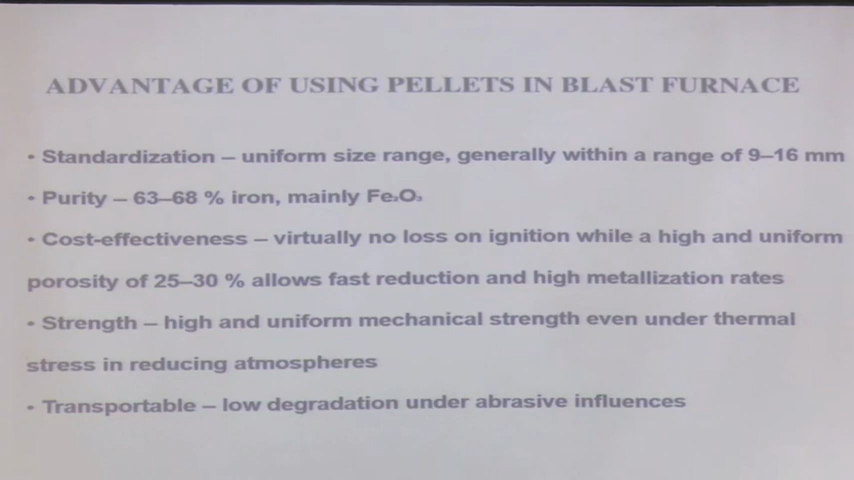 ADVANTAGE OF USING PELLETS IN BLAST FURNACE
• Standardization – uniform size range, generally within a range of 9–16 mm
• Purity – 63–68 % iron, mainly Fe₂O₃
• Cost-effectiveness – virtually no loss on ignition while a high and uniform
porosity of 25–30 % allows fast reduction and high metallization rates
• Strength – high and uniform mechanical strength even under thermal
stress in reducing atmospheres
• Transportable – low degradation under abrasive influences